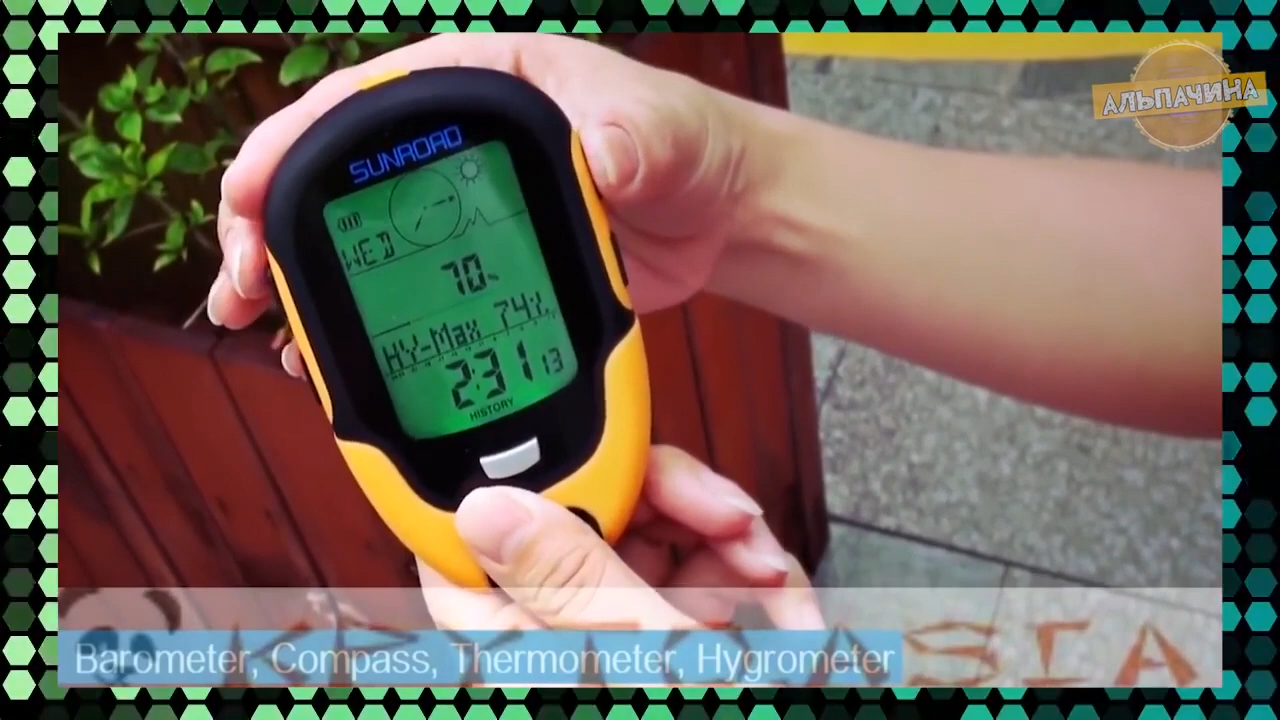 АЛЬПАЧИНА
SUNROAD
WED
70%
HY-Max 74%
2:31 13
HISTORY
Barometer, Compass, Thermometer, Hygrometer